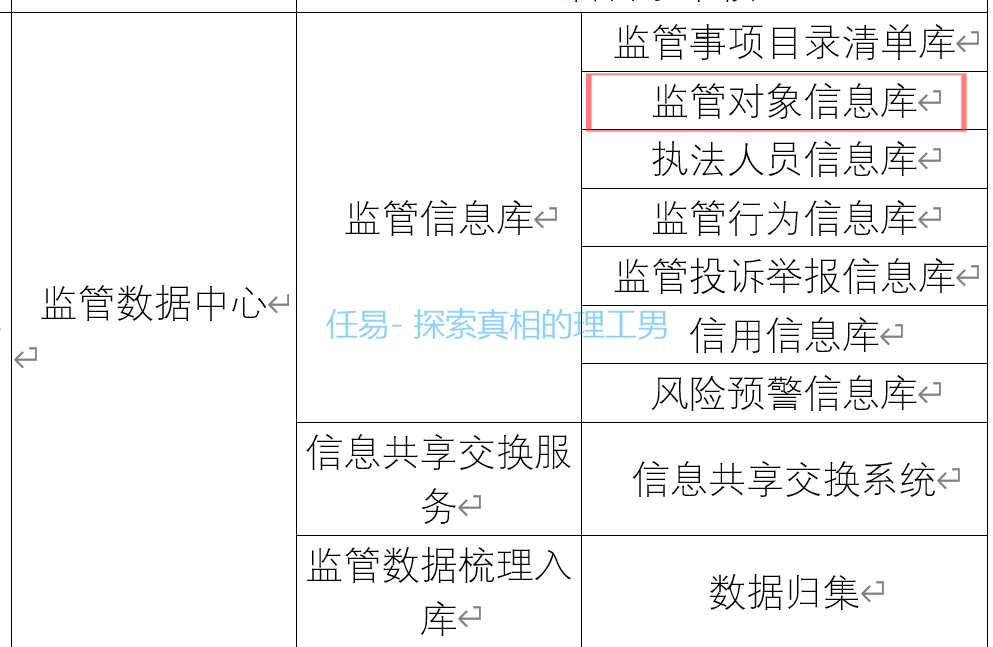 监管数据中心
监管信息库
监管事项目录清单库
监管对象信息库
执法人员信息库
监管行为信息库
监管投诉举报信息库
信用信息库
风险预警信息库
任易- 探索真相的理工男
信息共享交换服
务
信息共享交换系统
监管数据梳理入
库
数据归集